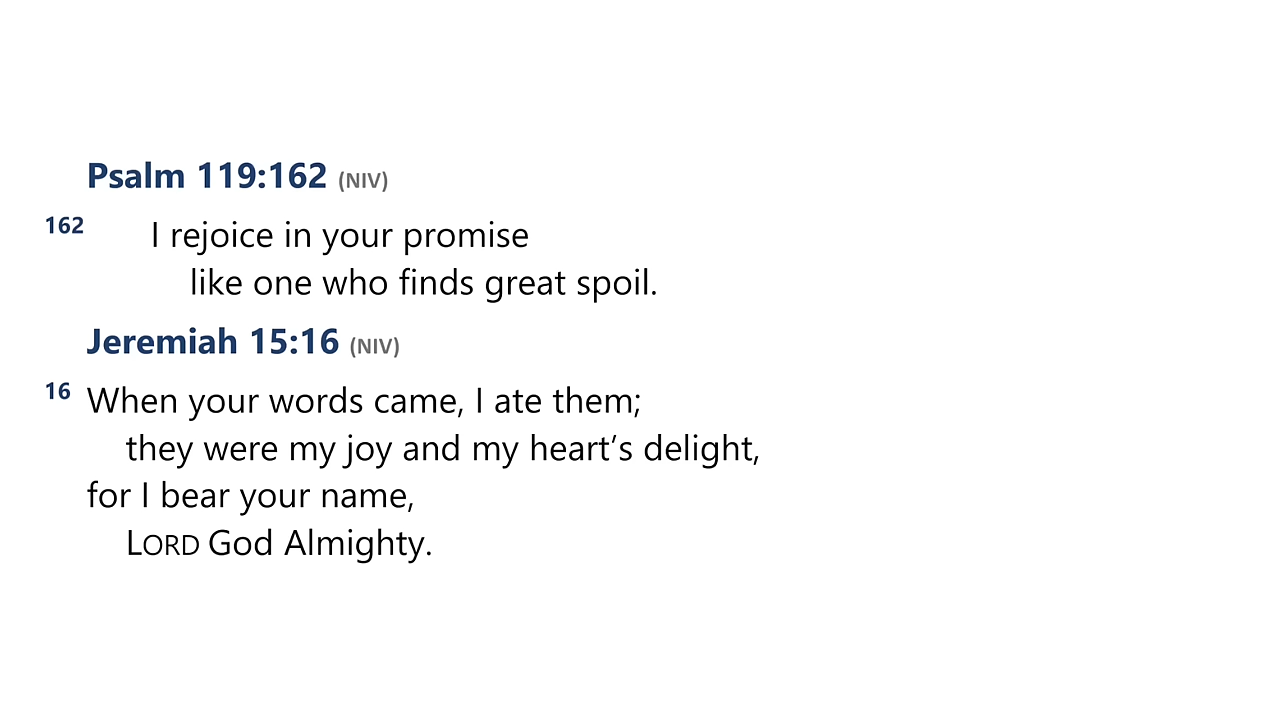 Psalm 119:162 (NIV)
162 I rejoice in your promise
like one who finds great spoil.
Jeremiah 15:16 (NIV)
16 When your words came, I ate them;
they were my joy and my heart’s delight,
for I bear your name,
LORD God Almighty.